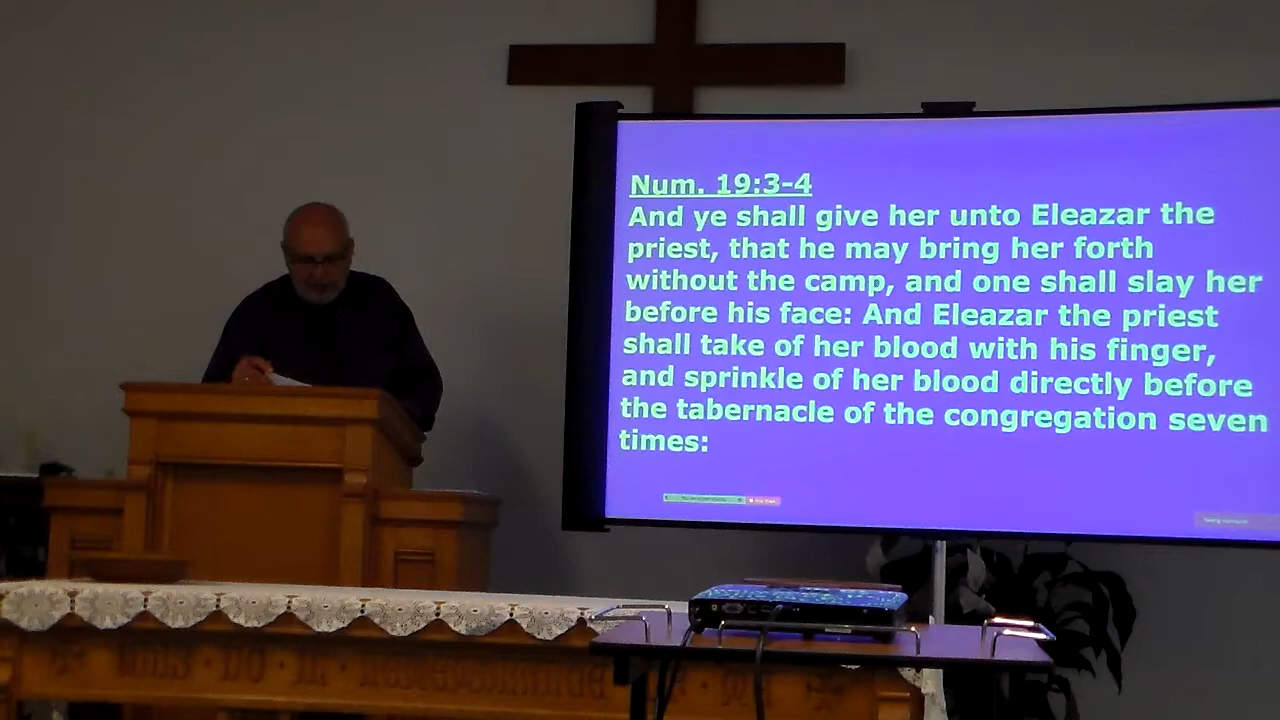 Num. 19:3-4
And ye shall give her unto Eleazar the
priest, that he may bring her forth
without the camp, and one shall slay her
before his face: And Eleazar the priest
shall take of her blood with his finger,
and sprinkle of her blood directly before
the tabernacle of the congregation seven
times: